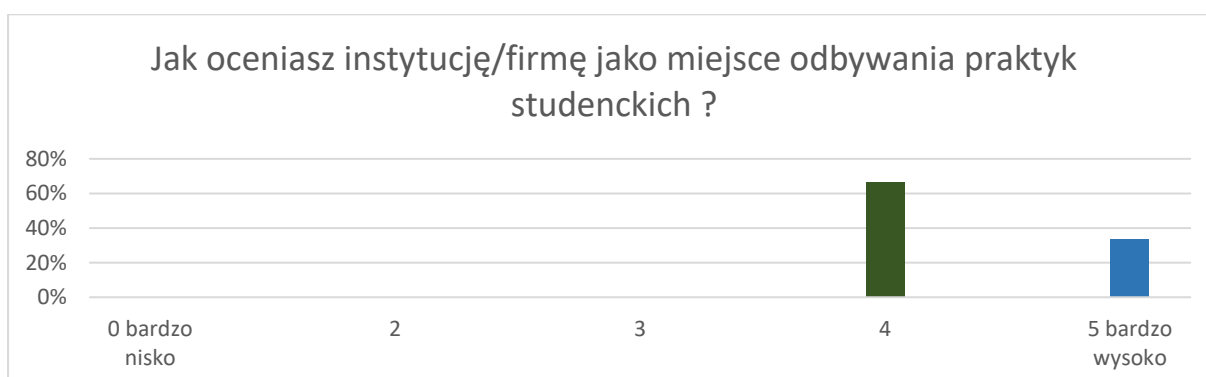 Jak oceniasz instytucję/firmę jako miejsce odbywania praktyk
studenckich ?
80%
60%
40%
20%
0%
0 bardzo
nisko
2
3
4
5 bardzo
wysoko